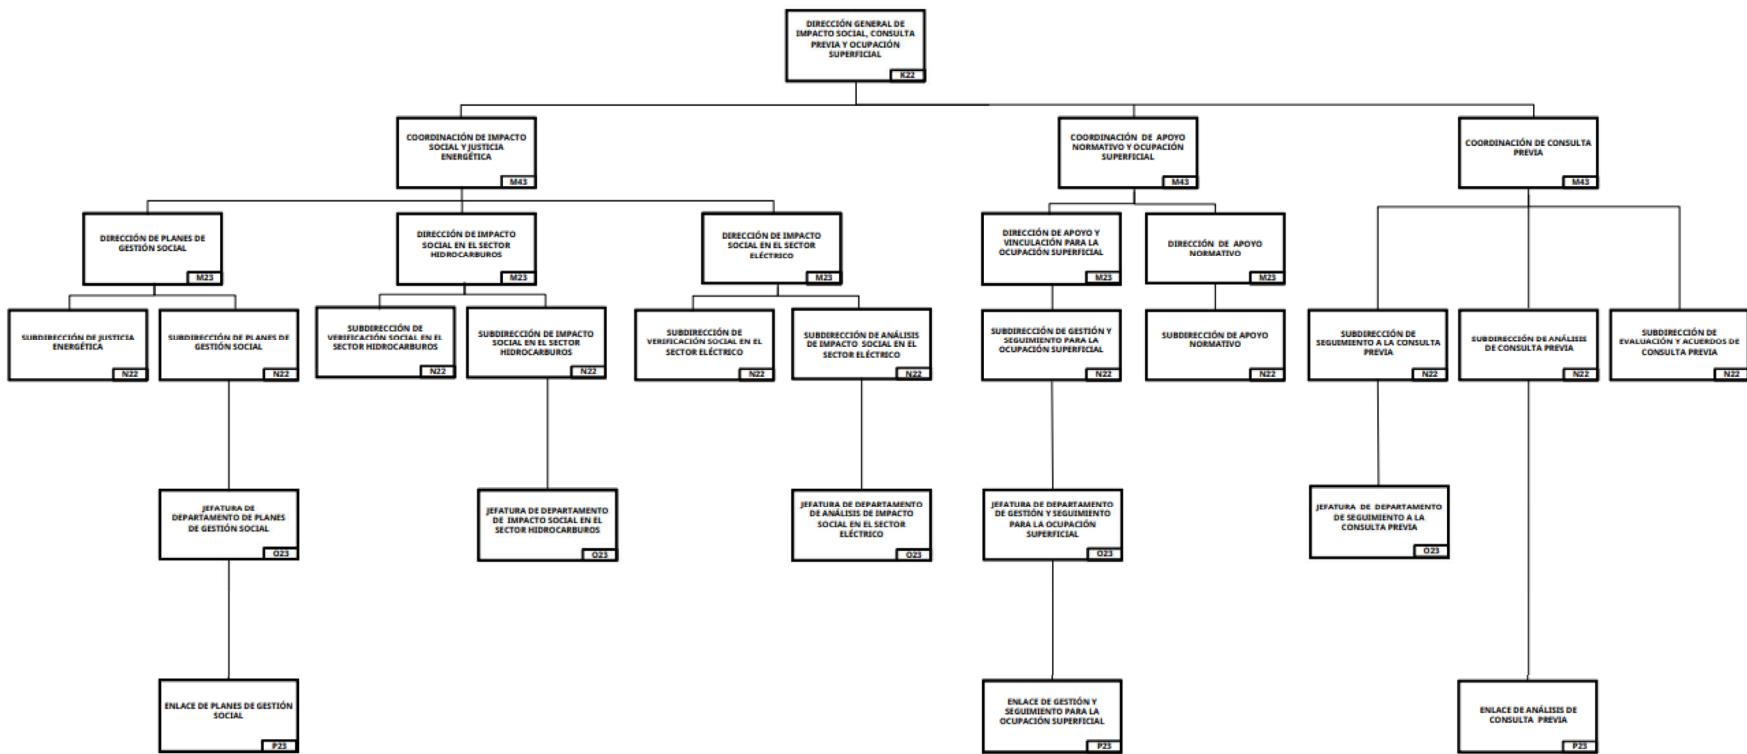 DIRECCIÓN GENERAL DE
IMPACTO SOCIAL, CONSULTA
PREVIA Y OCUPACIÓN
SUPERFICIAL
K22
COORDINACIÓN DE IMPACTO
SOCIAL Y JUSTICIA
ENERGÉTICA
M43
COORDINACIÓN DE APOYO
NORMATIVO Y OCUPACIÓN
SUPERFICIAL
M43
COORDINACIÓN DE CONSULTA
PREVIA
M43
DIRECCIÓN DE PLANES DE
GESTIÓN SOCIAL
M23
DIRECCIÓN DE IMPACTO
SOCIAL EN EL SECTOR
HIDROCARBUROS
M23
DIRECCIÓN DE IMPACTO
SOCIAL EN EL SECTOR
ELÉCTRICO
M23
DIRECCIÓN DE APOYO Y
VINCULACIÓN PARA LA
OCUPACIÓN SUPERFICIAL
M23
DIRECCIÓN DE APOYO
NORMATIVO
M23
SUBDIRECCIÓN DE JUSTICIA
ENERGÉTICA
N22
SUBDIRECCIÓN DE PLANES DE
GESTIÓN SOCIAL
N22
SUBDIRECCIÓN DE
VERIFICACIÓN SOCIAL EN EL
SECTOR HIDROCARBUROS
N22
SUBDIRECCIÓN DE IMPACTO
SOCIAL EN EL SECTOR
HIDROCARBUROS
N22
SUBDIRECCIÓN DE
VERIFICACIÓN SOCIAL EN EL
SECTOR ELÉCTRICO
N22
SUBDIRECCIÓN DE ANÁLISIS
DE IMPACTO SOCIAL EN EL
SECTOR ELÉCTRICO
N22
SUBDIRECCIÓN DE GESTIÓN Y
SEGUIMIENTO PARA LA
OCUPACIÓN SUPERFICIAL
N22
SUBDIRECCIÓN DE APOYO
NORMATIVO
N22
SUBDIRECCIÓN DE
SEGUIMIENTO A LA CONSULTA
PREVIA
N22
SUBDIRECCIÓN DE ANÁLISIS
DE CONSULTA PREVIA
N22
SUBDIRECCIÓN DE
EVALUACIÓN Y ACUERDOS DE
CONSULTA PREVIA
N22
JEFATURA DE
DEPARTAMENTO DE PLANES
DE GESTIÓN SOCIAL
O23
JEFATURA DE DEPARTAMENTO
DE IMPACTO SOCIAL EN EL
SECTOR HIDROCARBUROS
O23
JEFATURA DE DEPARTAMENTO
DE ANÁLISIS DE IMPACTO
SOCIAL EN EL SECTOR
ELÉCTRICO
O23
JEFATURA DE DEPARTAMENTO
DE GESTIÓN Y SEGUIMIENTO
PARA LA OCUPACIÓN
SUPERFICIAL
O23
JEFATURA DE DEPARTAMENTO
DE SEGUIMIENTO A LA
CONSULTA PREVIA
O23
ENLACE DE PLANES DE GESTIÓN
SOCIAL
P23
ENLACE DE GESTIÓN Y
SEGUIMIENTO PARA LA
OCUPACIÓN SUPERFICIAL
P23
ENLACE DE ANÁLISIS DE
CONSULTA PREVIA
P23